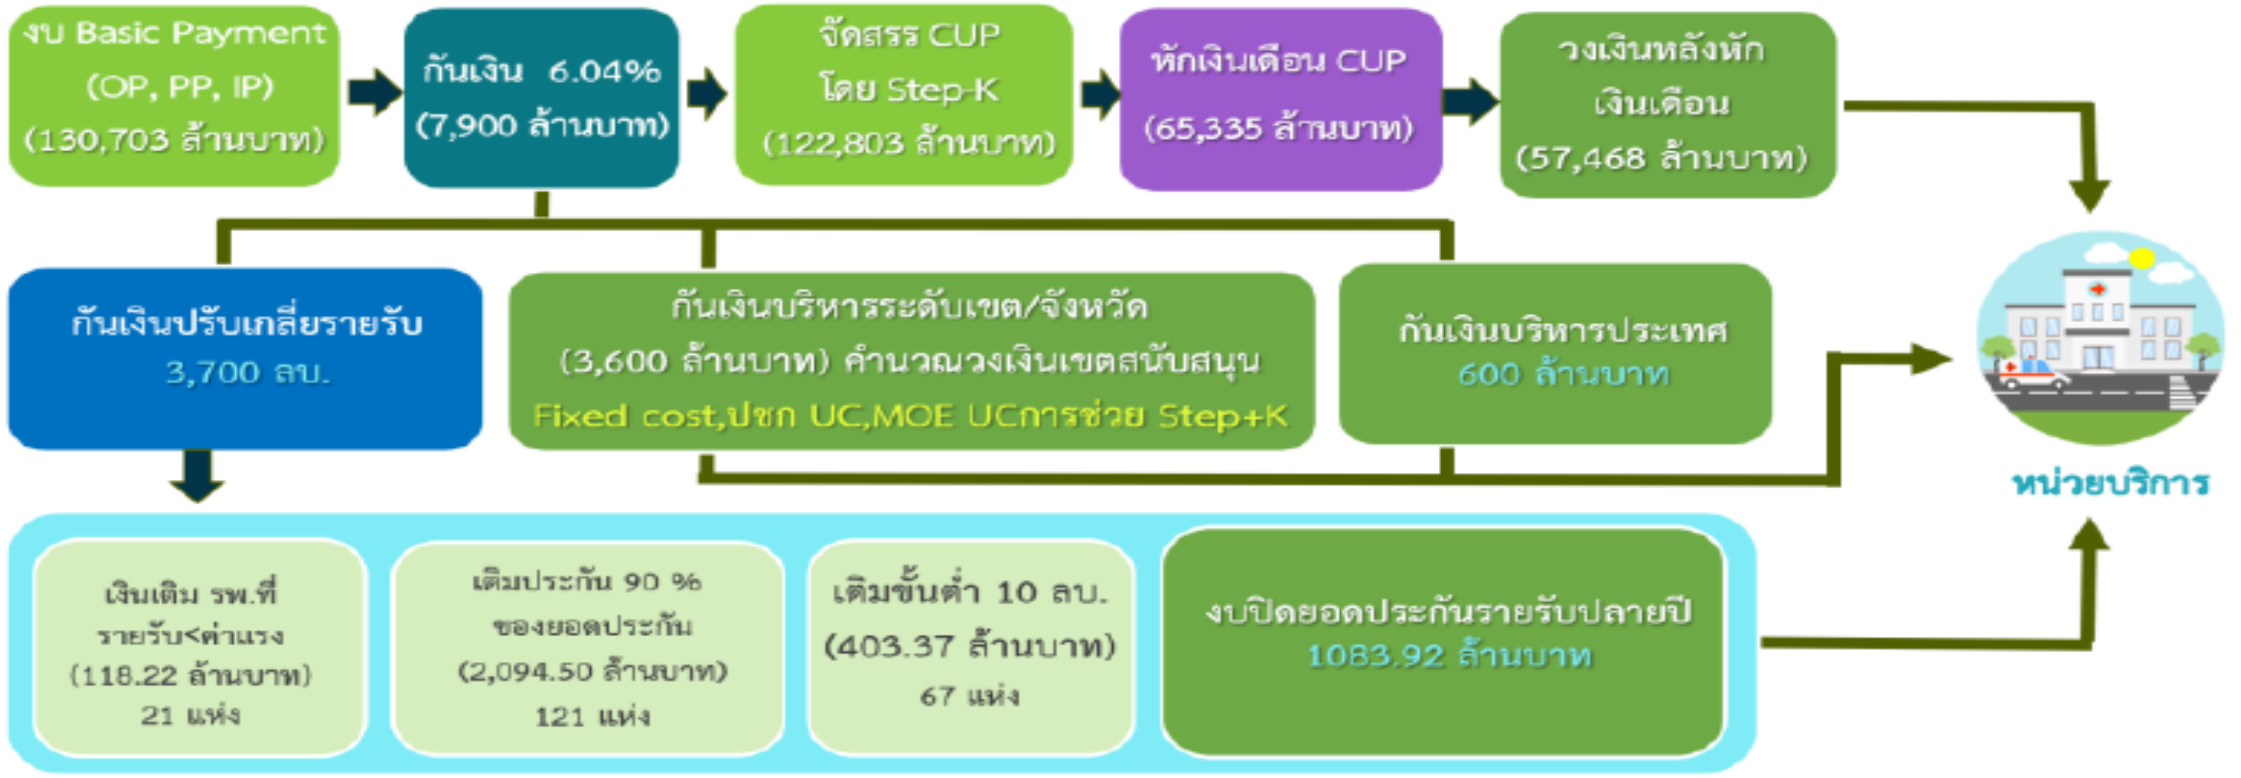 งบ Basic Payment
(OP, PP, IP)
(130,703 ล้านบาท)
กันเงิน 6.04%
(7,900 ล้านบาท)
จัดสรร CUP
โดย Step-K
(122,803 ล้านบาท)
หักเงินเดือน CUP
(65,335 ล้านบาท)
วงเงินหลังหัก
เงินเดือน
(57,468 ล้านบาท)
กันเงินปรับเกลี่ยรายรับ
3,700 ลบ.
กันเงินบริหารระดับเขต/จังหวัด
(3,600 ล้านบาท) คำนวณวงเงินเขตสนับสนุน
Fixed cost,ปชก UC,MOE UCการช่วย Step+K
กันเงินบริหารประเทศ
600 ล้านบาท
หน่วยบริการ
เงินเติม รพ.ที่
รายรับ<ค่าแรง
(118.22 ล้านบาท)
21 แห่ง
เติมประกัน 90 %
ของยอดประกัน
(2,094.50 ล้านบาท)
121 แห่ง
เติมขั้นต่ำ 10 ลบ.
(403.37 ล้านบาท)
67 แห่ง
งบปิดยอดประกันรายรับปลายปี
1083.92 ล้านบาท